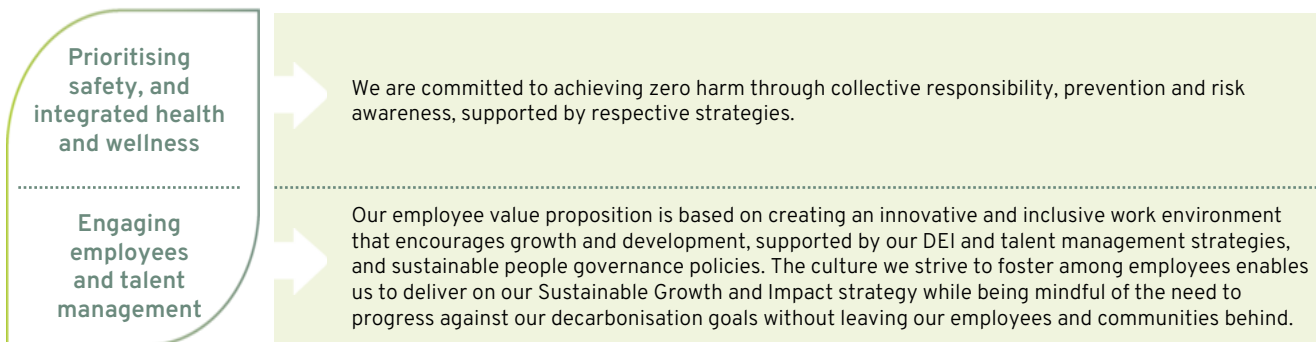 Prioritising
safety, and
integrated health
and wellness
We are committed to achieving zero harm through collective responsibility, prevention and risk
awareness, supported by respective strategies.
Engaging
employees
and talent
management
Our employee value proposition is based on creating an innovative and inclusive work environment
that encourages growth and development, supported by our DEI and talent management strategies,
and sustainable people governance policies. The culture we strive to foster among employees enables
us to deliver on our Sustainable Growth and Impact strategy while being mindful of the need to
progress against our decarbonisation goals without leaving our employees and communities behind.